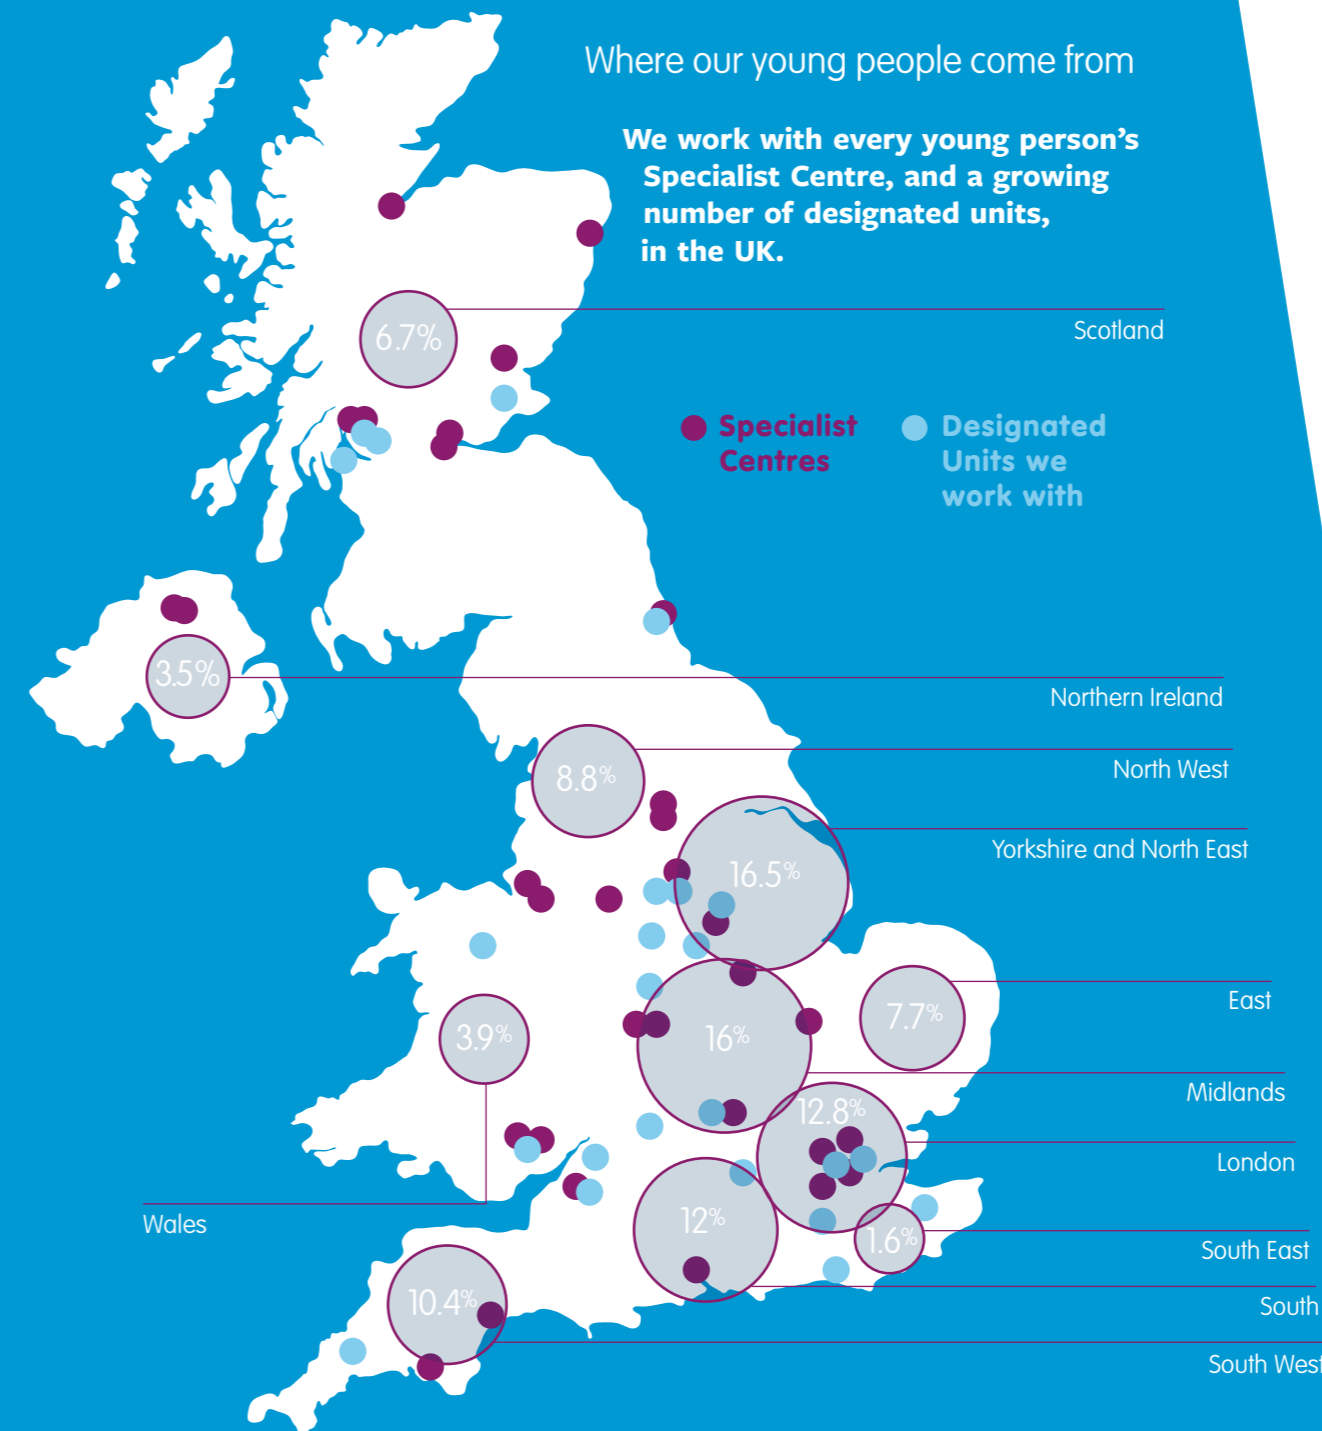 Where our young people come from
We work with every young person’s
Specialist Centre, and a growing
number of designated units,
in the UK.
6.7%
Scotland
Specialist
Centres
Designated
Units we
work with
3.5%
Northern Ireland
8.8%
North West
16.5%
Yorkshire and North East
7.7%
East
3.9%
16%
Midlands
12.8%
London
Wales
12%
1.6%
South East
10.4%
South
South West